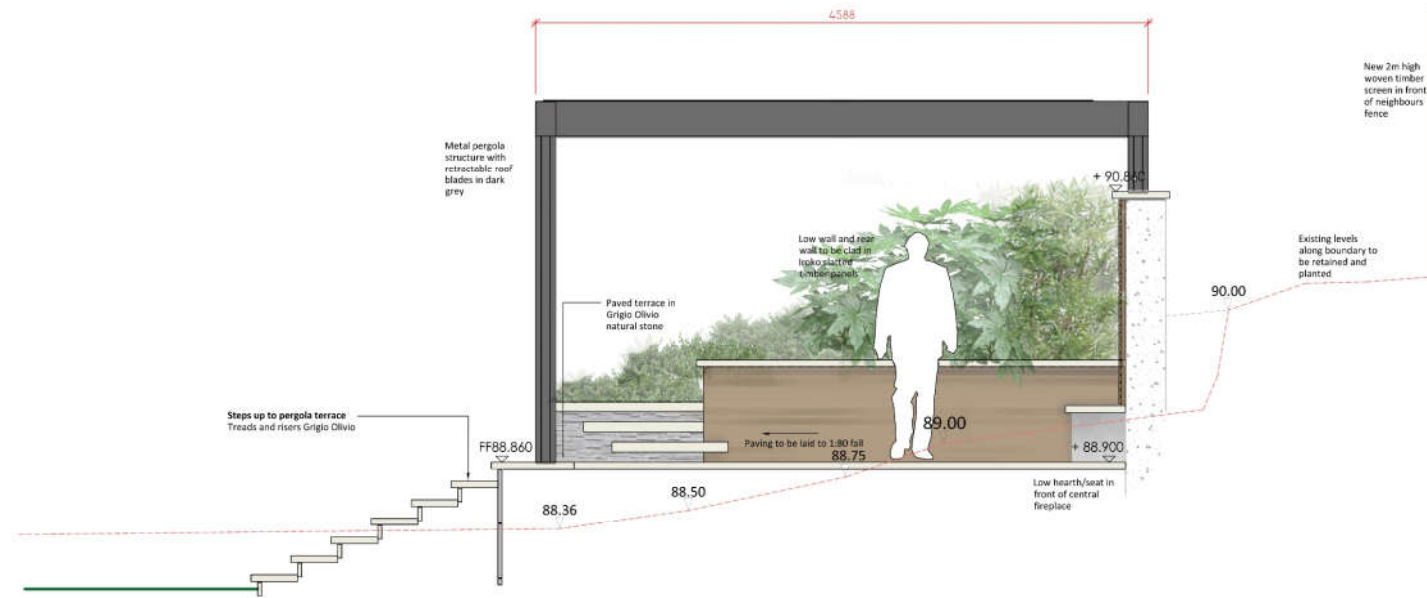 4588
New 2m high
woven timber
screen in front
of neighbours
fence
Metal pergola
structure with
retractable roof
blades in dark
grey
+ 90.860
Low wall and rear
wall to be clad in
Iroko slatted
timber panels
Existing levels
along boundary to
be retained and
planted
90.00
Paved terrace in
Grigio Olivio
natural stone
Steps up to pergola terrace
Treads and risers Grigio Olivio
89.00
Paving to be laid to 1:80 fall
FF88.860
88.75
+ 88.900
Low hearth/seat in
front of central
fireplace
88.50
88.36